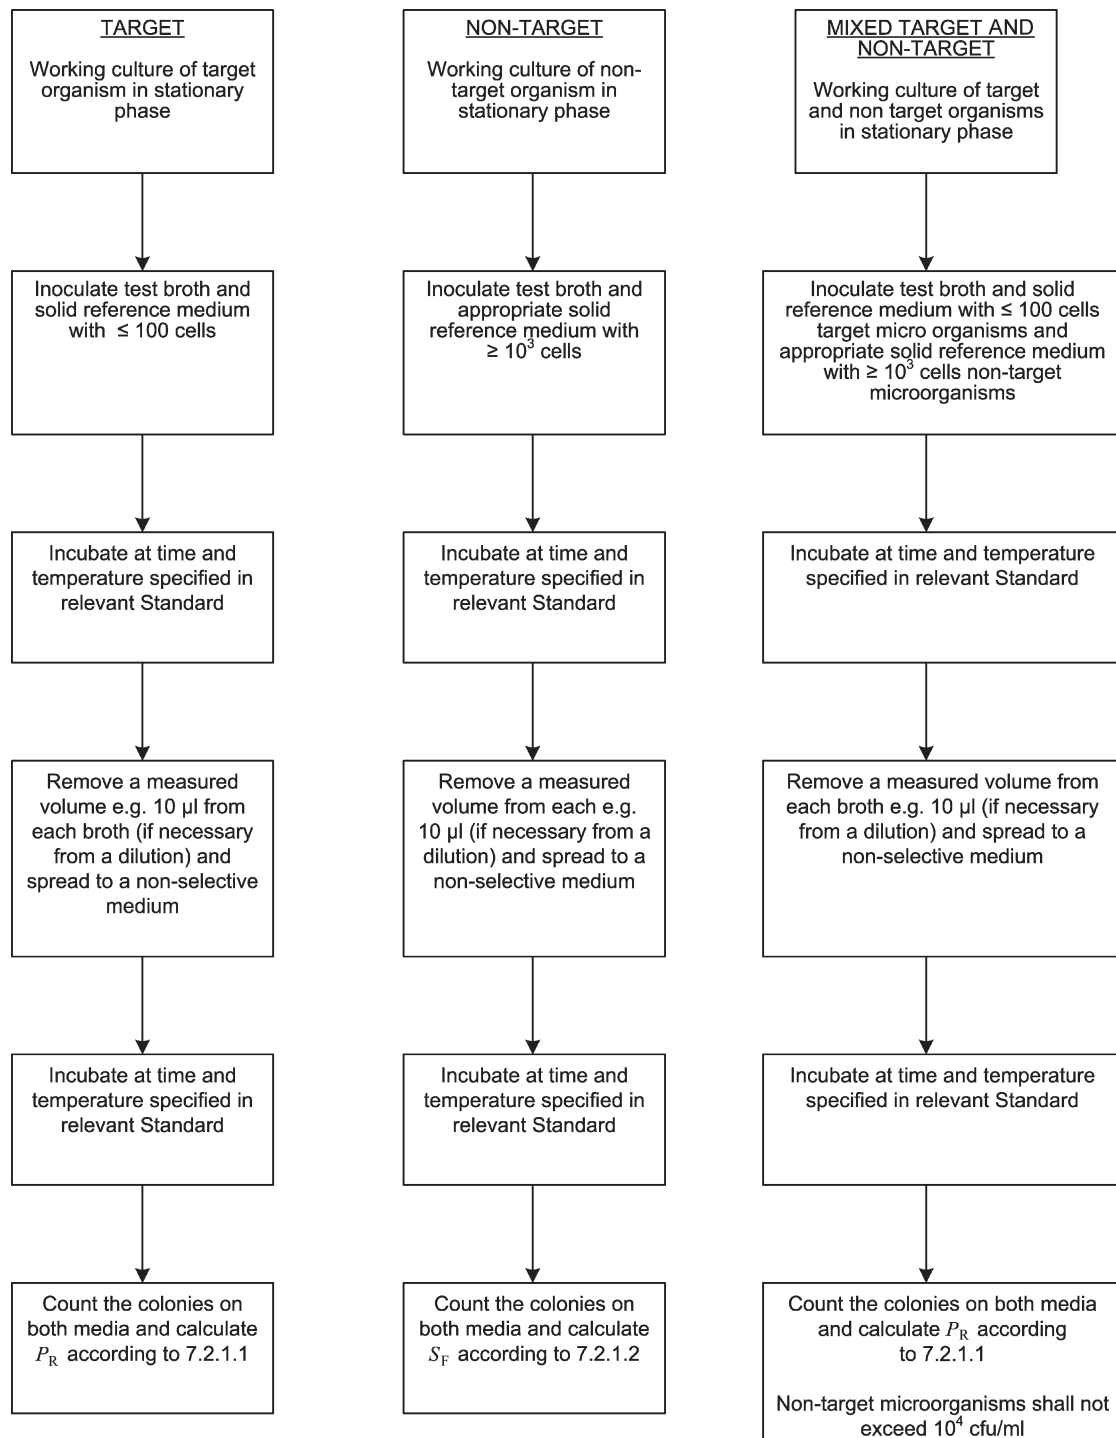 TARGET
Working culture of target
organism in stationary
phase
Inoculate test broth and
solid reference medium
with ≤ 100 cells
Incubate at time and
temperature specified in
relevant Standard
Remove a measured
volume e.g. 10 µl from
each broth (if necessary
from a dilution) and
spread to a non-selective
medium
Incubate at time and
temperature specified in
relevant Standard
Count the colonies on
both media and calculate
P_R according to 7.2.1.1
NON-TARGET
Working culture of non-
target organism in
stationary phase
Inoculate test broth and
appropriate solid
reference medium with
≥ 10³ cells
Incubate at time and
temperature specified in
relevant Standard
Remove a measured
volume from each e.g.
10 µl (if necessary from a
dilution) and spread to a
non-selective medium
Incubate at time and
temperature specified in
relevant Standard
Count the colonies on
both media and calculate
S_F according to 7.2.1.2
MIXED TARGET AND
NON-TARGET
Working culture of target
and non target organisms
in stationary phase
Inoculate test broth and solid
reference medium with ≤ 100 cells
target micro organisms and
appropriate solid reference medium
with ≥ 10³ cells non-target
microorganisms
Incubate at time and temperature
specified in relevant Standard
Remove a measured volume from
each broth e.g. 10 µl (if necessary
from a dilution) and spread to a
non-selective medium
Incubate at time and temperature
specified in relevant Standard
Count the colonies on both media
and calculate P_R according
to 7.2.1.1
Non-target microorganisms shall not
exceed 10⁴ cfu/ml